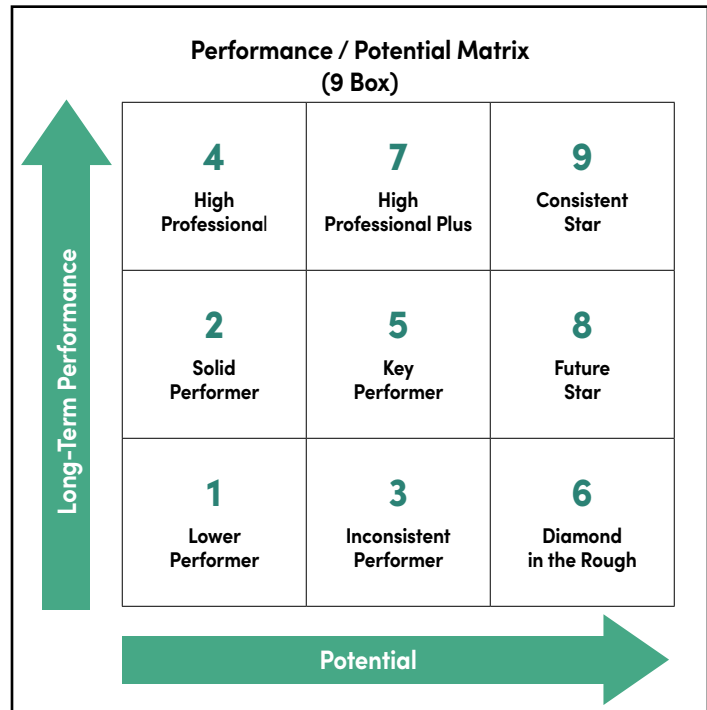 Performance / Potential Matrix
(9 Box)
Long-Term Performance
4
High
Professional
7
High
Professional Plus
9
Consistent
Star
2
Solid
Performer
5
Key
Performer
8
Future
Star
1
Lower
Performer
3
Inconsistent
Performer
6
Diamond
in the Rough
Potential